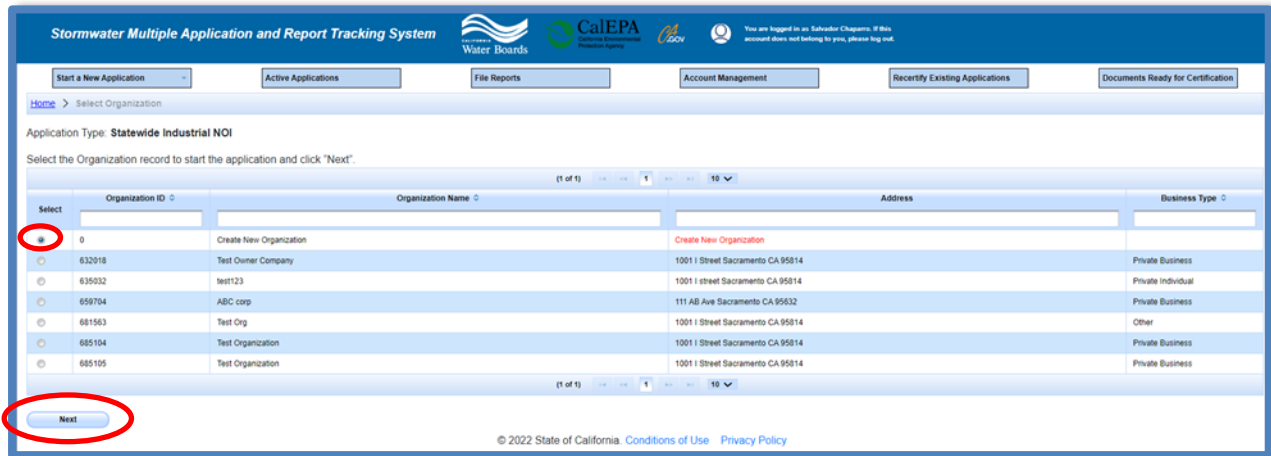 Stormwater Multiple Application and Report Tracking System
CALIFORNIA
Water Boards
CalEPA
California Environmental
Protection Agency
CA.GOV
You are logged in as Salvador Chaparro. If this
account does not belong to you, please log out.
Start a New Application
Active Applications
File Reports
Account Management
Recertify Existing Applications
Documents Ready for Certification
Home > Select Organization
Application Type: Statewide Industrial NOI
Select the Organization record to start the application and click "Next".
(1 of 1) 1 10
Select Organization ID Organization Name Address Business Type
0 Create New Organization Create New Organization
632018 Test Owner Company 1001 I Street Sacramento CA 95814 Private Business
635032 test123 1001 I street Sacramento CA 95814 Private Individual
659704 ABC corp 111 AB Ave Sacramento CA 95632 Private Business
681563 Test Org 1001 I Street Sacramento CA 95814 Other
685104 Test Organization 1001 I Street Sacramento CA 95814 Private Business
685105 Test Organization 1001 I Street Sacramento CA 95814 Private Business
(1 of 1) 1 10
Next
© 2022 State of California. Conditions of Use Privacy Policy